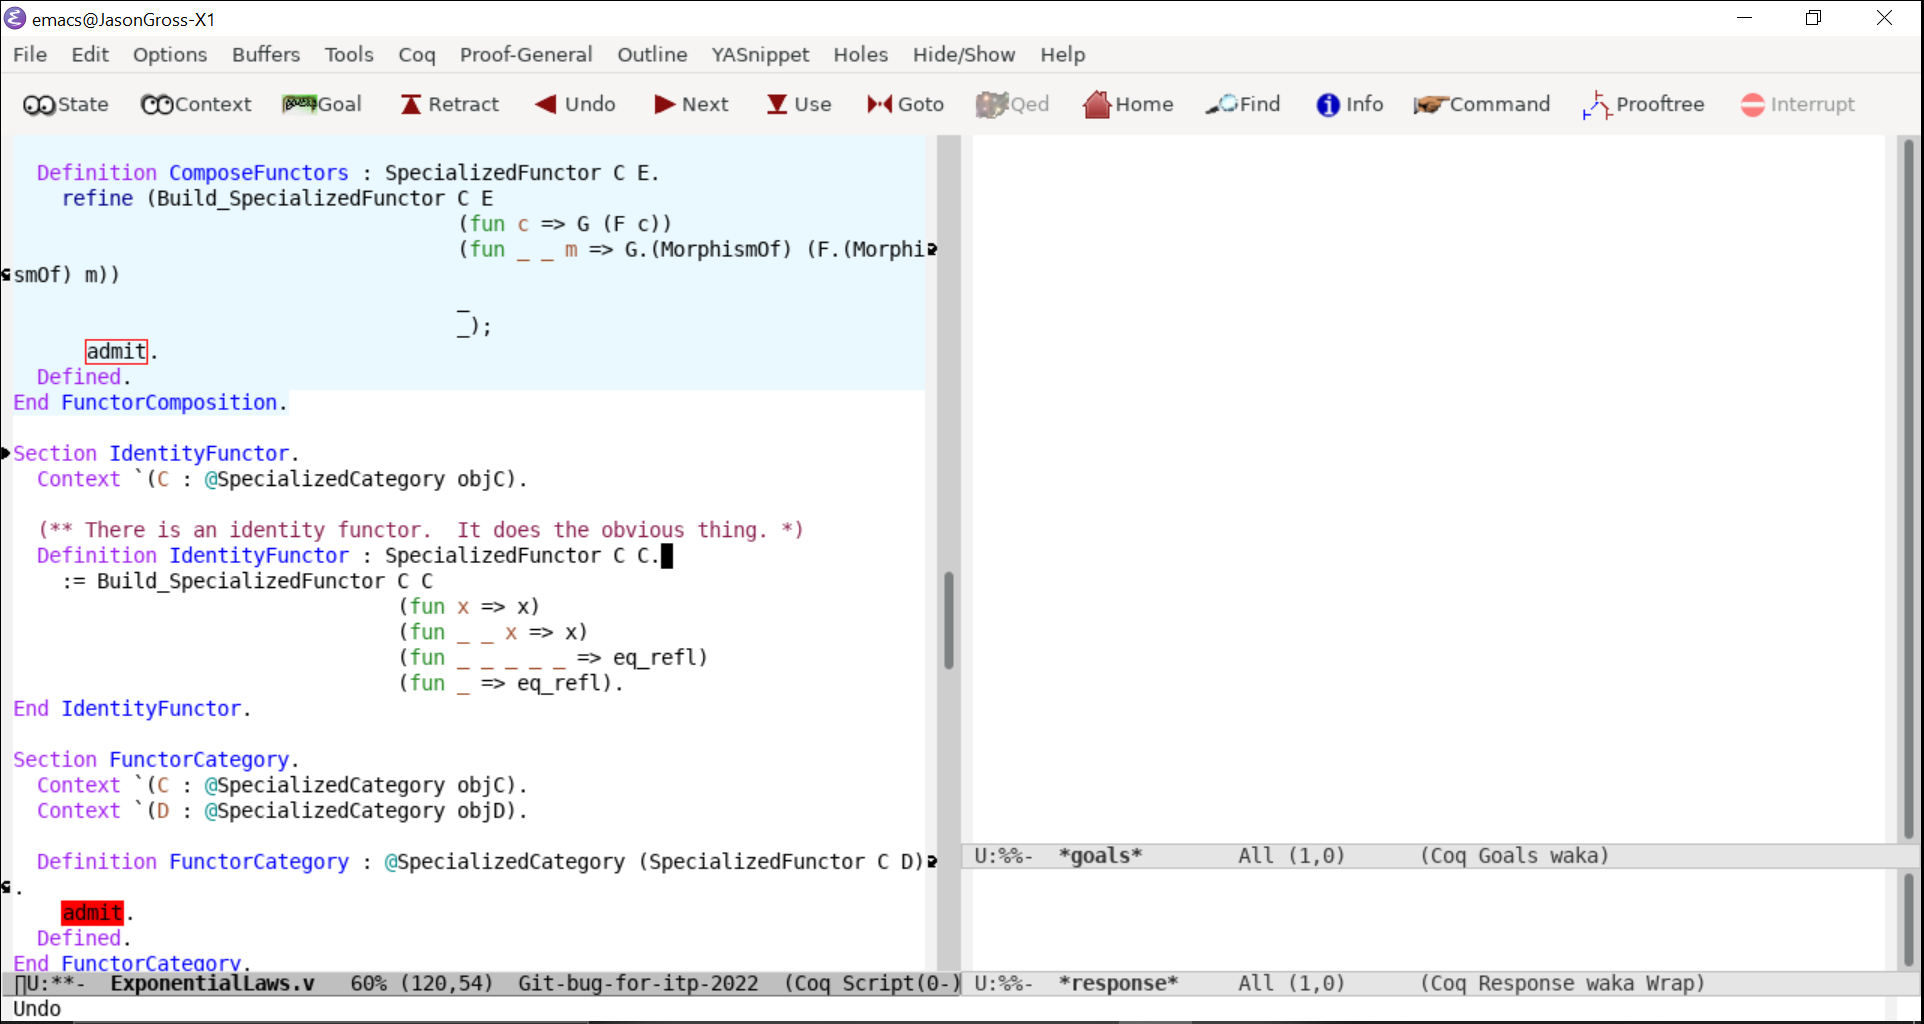 emacs@JasonGross-X1
File Edit Options Buffers Tools Coq Proof-General Outline YASnippet Holes Hide/Show Help
State Context Goal Retract Undo Next Use Goto Qed Home Find Info Command Prooftree Interrupt
  Definition ComposeFunctors : SpecializedFunctor C E.
    refine (Build_SpecializedFunctor C E
                                     (fun c => G (F c))
                                     (fun _ _ m => G.(MorphismOf) (F.(Morphi
smOf) m))
                                     _
                                     _);
      admit.
  Defined.
End FunctorComposition.
Section IdentityFunctor.
  Context `(C : @SpecializedCategory objC).
  (** There is an identity functor.  It does the obvious thing. *)
  Definition IdentityFunctor : SpecializedFunctor C C.
    := Build_SpecializedFunctor C C
                                (fun x => x)
                                (fun _ _ x => x)
                                (fun _ _ _ _ _ => eq_refl)
                                (fun _ => eq_refl).
End IdentityFunctor.
Section FunctorCategory.
  Context `(C : @SpecializedCategory objC).
  Context `(D : @SpecializedCategory objD).
  Definition FunctorCategory : @SpecializedCategory (SpecializedFunctor C D)
.
    admit.
  Defined.
End FunctorCategory.
U:**-  ExponentialLaws.v   60% (120,54)  Git-bug-for-itp-2022  (Coq Script(0-)
U:%%-  *goals*        All (1,0)      (Coq Goals waka)
U:%%-  *response*     All (1,0)      (Coq Response waka Wrap)
Undo